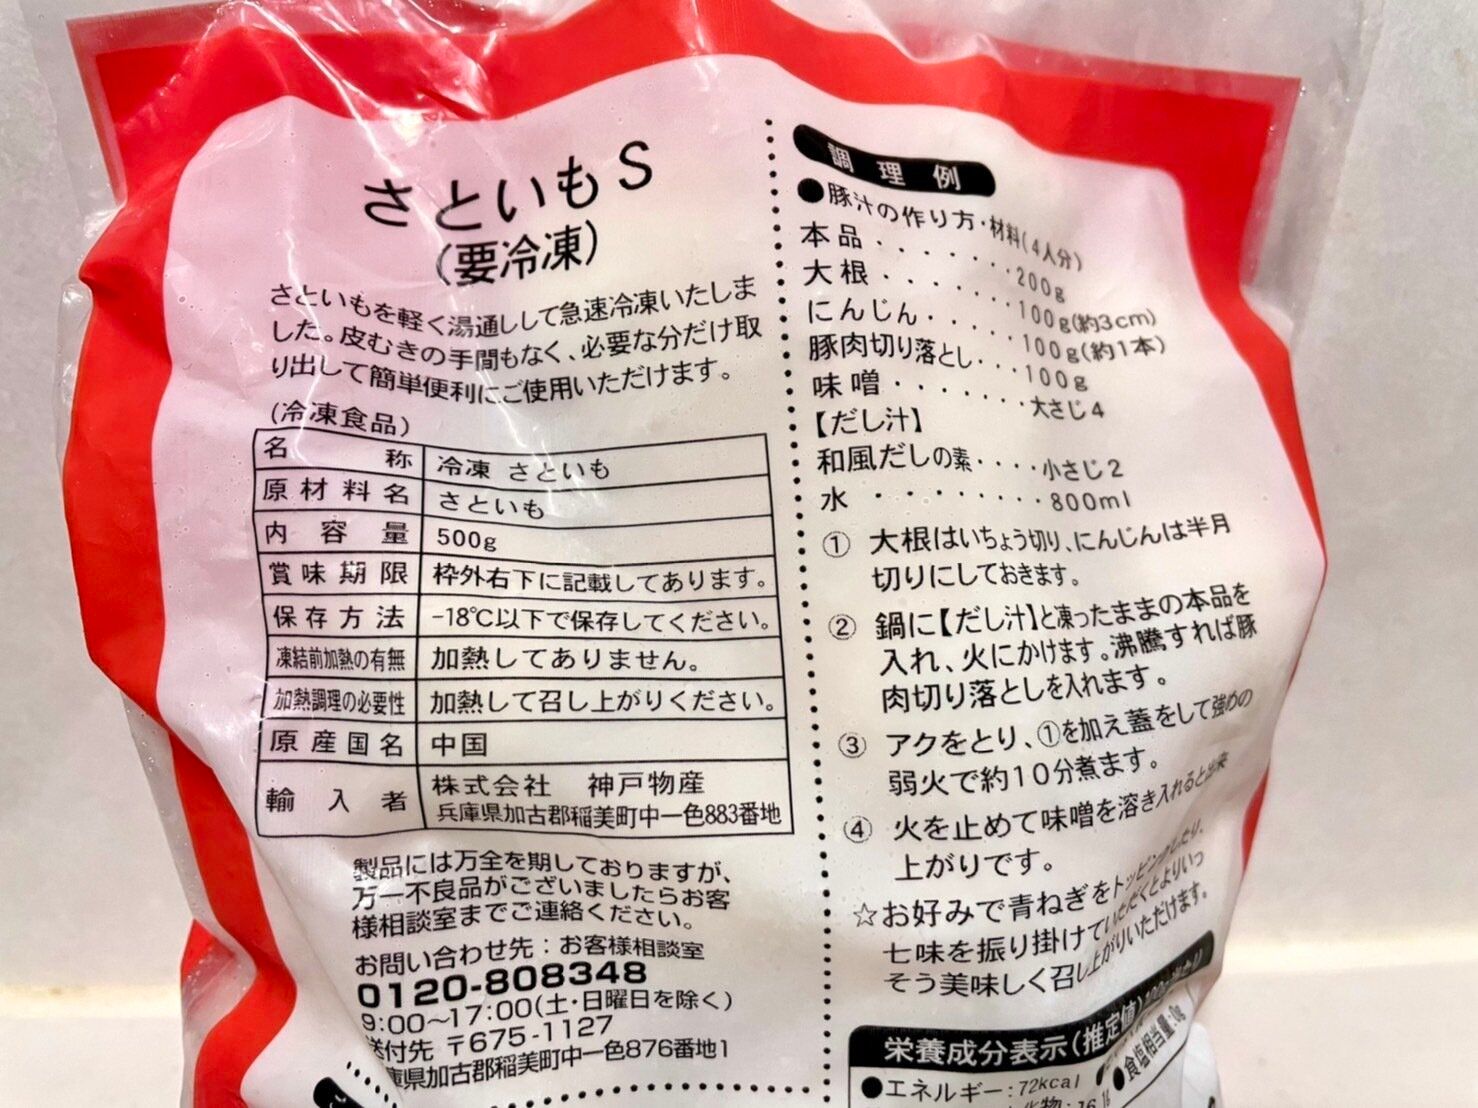 さといもS
(要冷凍)
さといもを軽く湯通しして急速冷凍いたしま
した。皮むきの手間もなく、必要な分だけ取
り出して簡単便利にご使用いただけます。
(冷凍食品)
名称 冷凍 さといも
原材料名 さといも
内容量 500g
賞味期限 枠外右下に記載してあります。
保存方法 -18℃以下で保存してください。
凍結前加熱の有無 加熱してありません。
加熱調理の必要性 加熱して召し上がりください。
原産国名 中国
輸入者 株式会社 神戸物産
兵庫県加古郡稲美町中一色883番地
製品には万全を期しておりますが、
万一不良品がございましたらお客
様相談室までご連絡ください。
お問い合わせ先:お客様相談室
0120-808348
9:00〜17:00(土・日曜日を除く)
送付先 〒675-1127
庫県加古郡稲美町中一色876番地1
調理例
●豚汁の作り方・材料(4人分)
本品・・・・・・・200g
大根・・・・・・・100g(約3cm)
にんじん・・・・・100g(約1本)
豚肉切り落とし・・・100g
味噌・・・・・・・大さじ4
【だし汁】
和風だしの素・・・・小さじ2
水・・・・・・・・・800ml
① 大根はいちょう切り、にんじんは半月
切りにしておきます。
② 鍋に【だし汁】と凍ったままの本品を
入れ、火にかけます。沸騰すれば豚
肉切り落としを入れます。
③ アクをとり、①を加え蓋をして強めの
弱火で約10分煮ます。
④ 火を止めて味噌を溶き入れると出来
上がりです。
☆お好みで青ねぎをトッピングしたり、
七味を振り掛けていただくとよりいっ
そう美味しく召し上がりいただけます。
栄養成分表示(推定値)100g当たり
●エネルギー:72kcal
●食塩相当量:0g